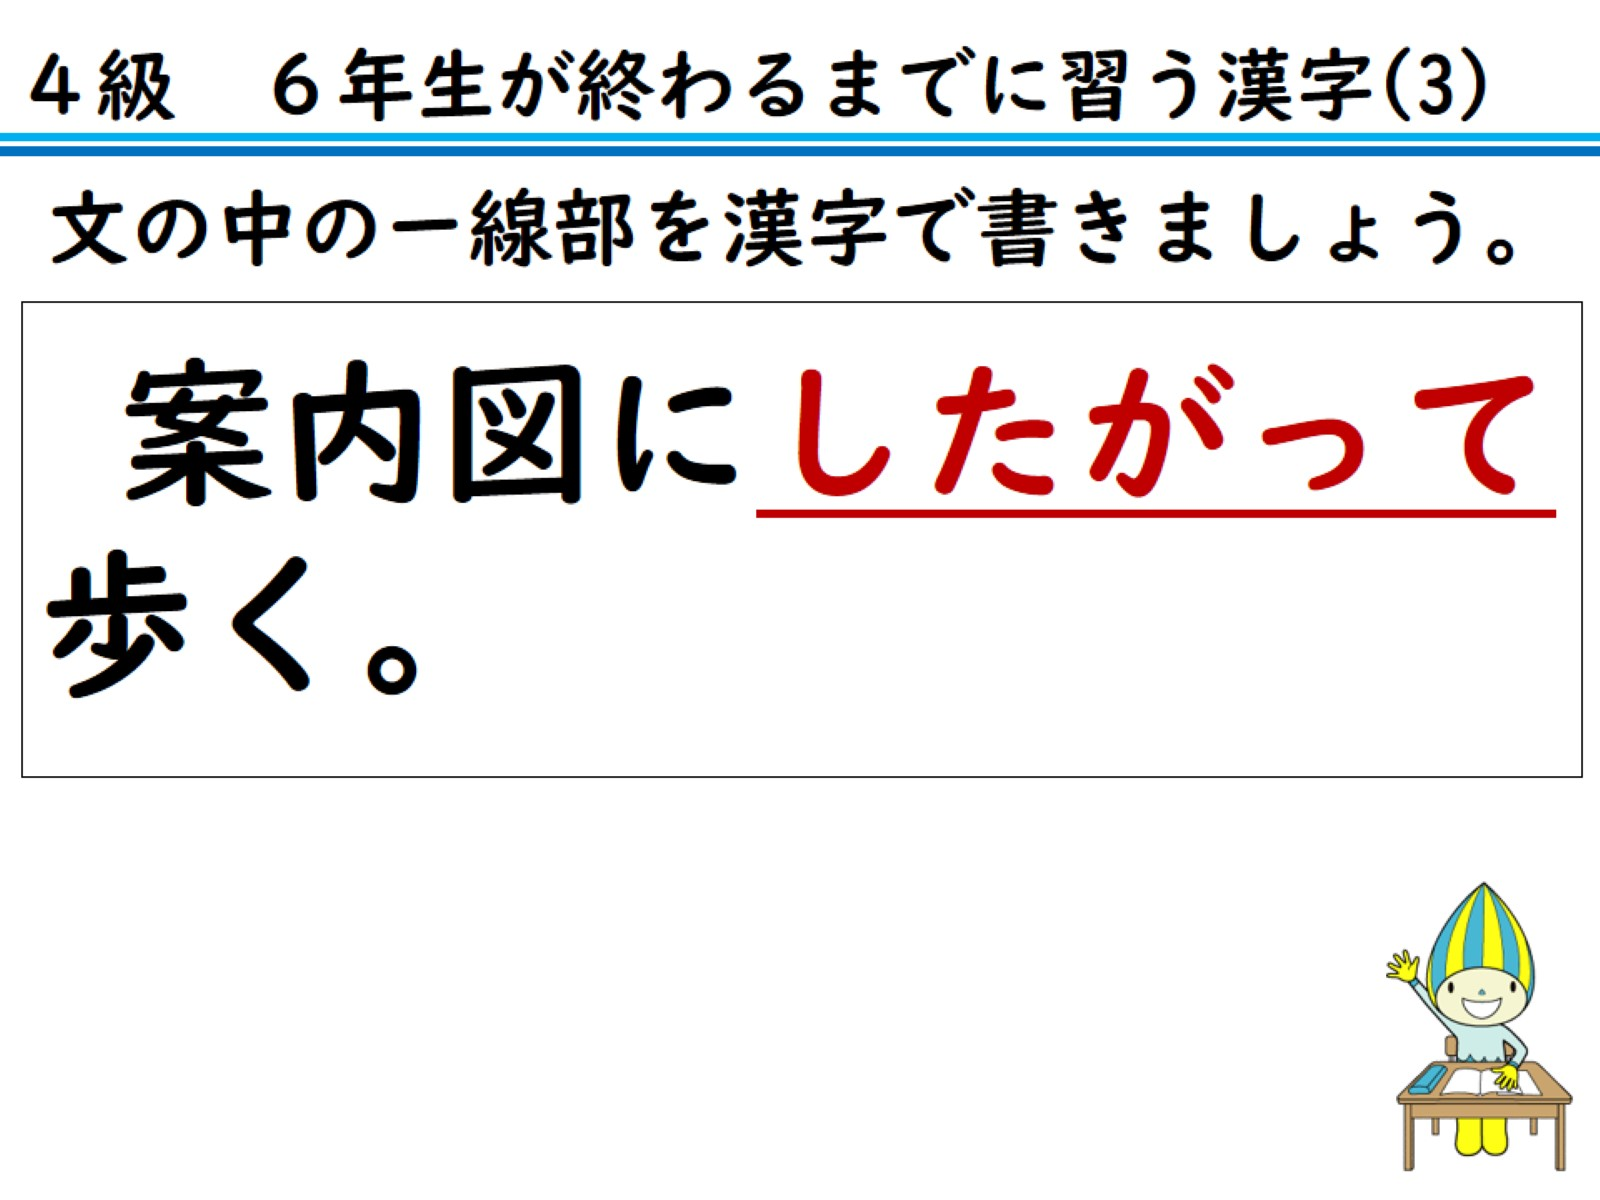 ４級　６年生が終わるまでに習う漢字(3)
文の中の一線部を漢字で書きましょう。
案内図にしたがって
歩く。